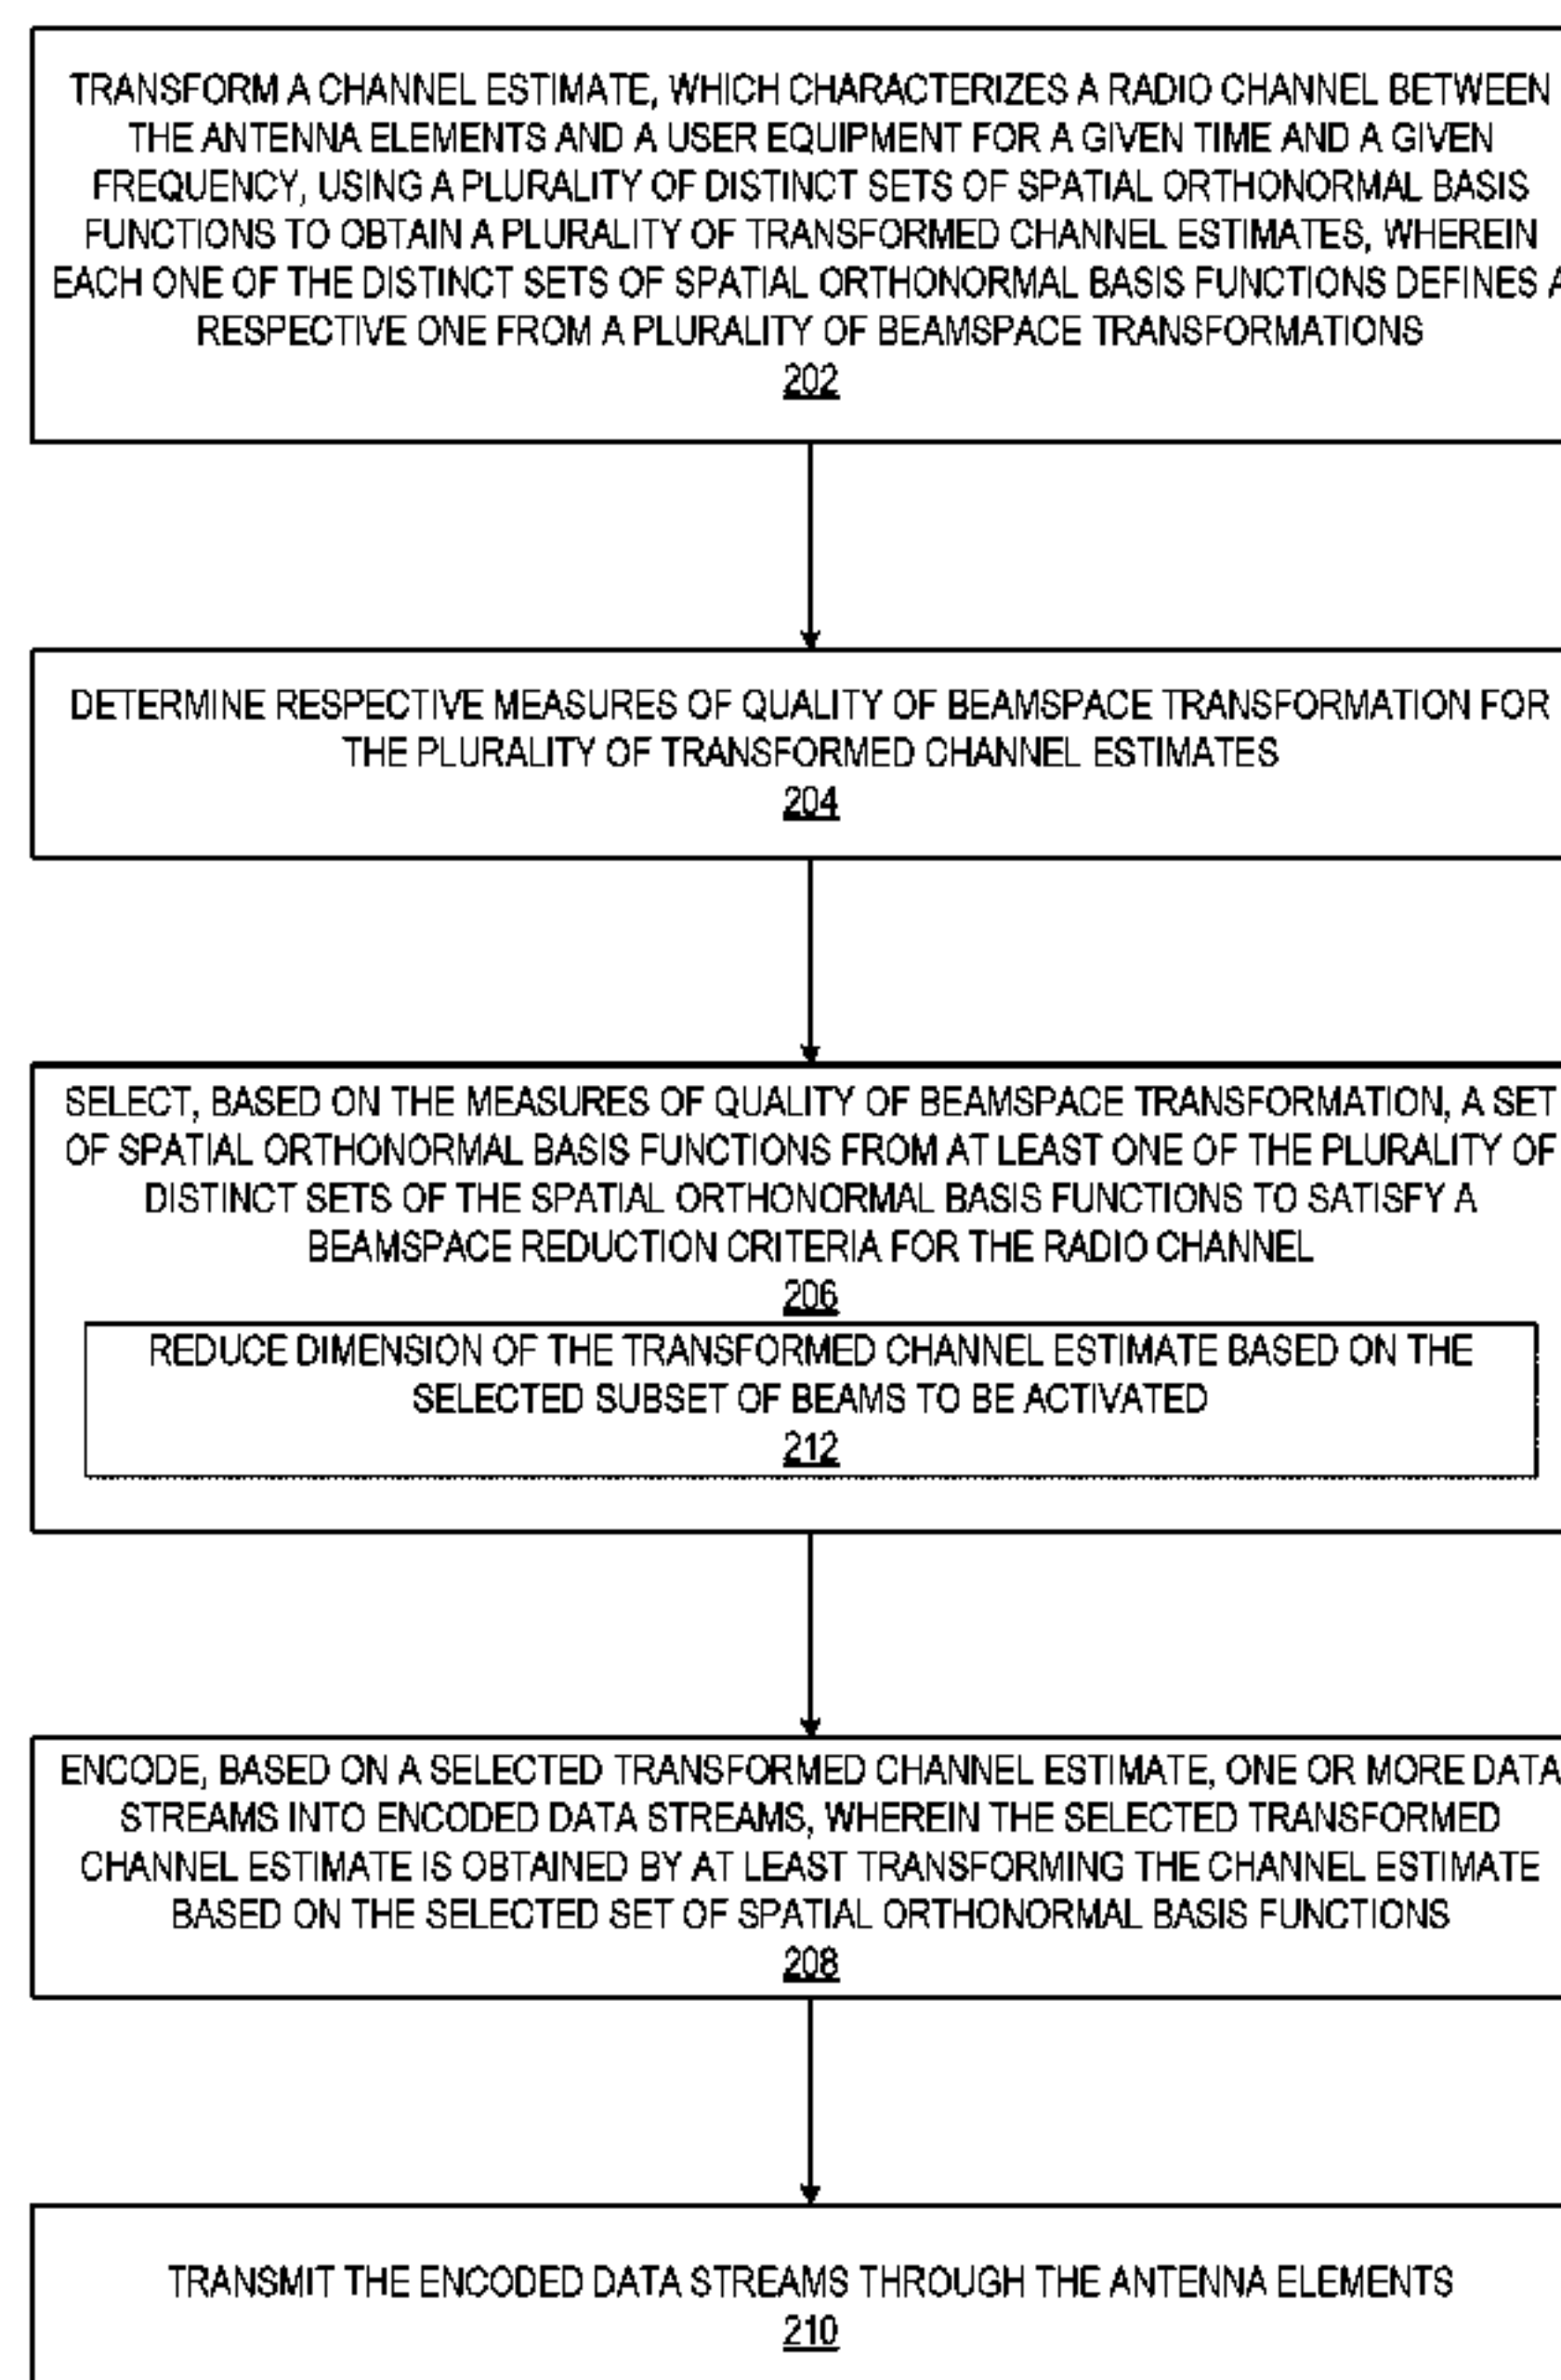 TRANSFORM A CHANNEL ESTIMATE, WHICH CHARACTERIZES A RADIO CHANNEL BETWEEN
THE ANTENNA ELEMENTS AND A USER EQUIPMENT FOR A GIVEN TIME AND A GIVEN
FREQUENCY, USING A PLURALITY OF DISTINCT SETS OF SPATIAL ORTHONORMAL BASIS
FUNCTIONS TO OBTAIN A PLURALITY OF TRANSFORMED CHANNEL ESTIMATES, WHEREIN
EACH ONE OF THE DISTINCT SETS OF SPATIAL ORTHONORMAL BASIS FUNCTIONS DEFINES A
RESPECTIVE ONE FROM A PLURALITY OF BEAMSPACE TRANSFORMATIONS
202
DETERMINE RESPECTIVE MEASURES OF QUALITY OF BEAMSPACE TRANSFORMATION FOR
THE PLURALITY OF TRANSFORMED CHANNEL ESTIMATES
204
SELECT, BASED ON THE MEASURES OF QUALITY OF BEAMSPACE TRANSFORMATION, A SET
OF SPATIAL ORTHONORMAL BASIS FUNCTIONS FROM AT LEAST ONE OF THE PLURALITY OF
DISTINCT SETS OF THE SPATIAL ORTHONORMAL BASIS FUNCTIONS TO SATISFY A
BEAMSPACE REDUCTION CRITERIA FOR THE RADIO CHANNEL
206
REDUCE DIMENSION OF THE TRANSFORMED CHANNEL ESTIMATE BASED ON THE
SELECTED SUBSET OF BEAMS TO BE ACTIVATED
212
ENCODE, BASED ON A SELECTED TRANSFORMED CHANNEL ESTIMATE, ONE OR MORE DATA
STREAMS INTO ENCODED DATA STREAMS, WHEREIN THE SELECTED TRANSFORMED
CHANNEL ESTIMATE IS OBTAINED BY AT LEAST TRANSFORMING THE CHANNEL ESTIMATE
BASED ON THE SELECTED SET OF SPATIAL ORTHONORMAL BASIS FUNCTIONS
208
TRANSMIT THE ENCODED DATA STREAMS THROUGH THE ANTENNA ELEMENTS
210